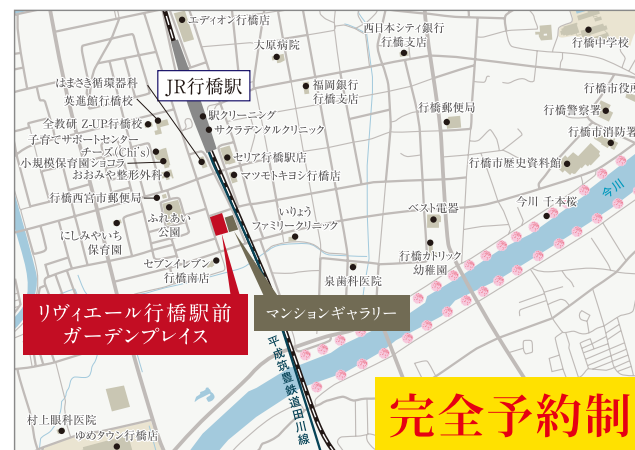 エディオン行橋店
大原病院
西日本シティ銀行
行橋支店
行橋中学校
はまさき循環器科
英進館行橋校
JR行橋駅
福岡銀行
行橋支店
行橋市役所
行橋警察署
全教研 Z-UP行橋校
駅クリーニング
サクラデンタルクリニック
行橋郵便局
行橋市消防署
子育てサポートセンター
チーズ(Chi's)
小規模保育園ショコラ
おおみや整形外科
セリア行橋駅店
マツモトキヨシ行橋店
行橋市歴史資料館
今川
行橋西宮市郵便局
ふれあい
公園
にしみやいち
保育園
いりょう
ファミリークリニック
ベスト電器
今川 千本桜
行橋カトリック
幼稚園
セブンイレブン
行橋南店
泉歯科医院
リヴィエール行橋駅前
ガーデンプレイス
マンションギャラリー
平成筑豊鉄道田川線
村上眼科医院
ゆめタウン行橋店
完全予約制